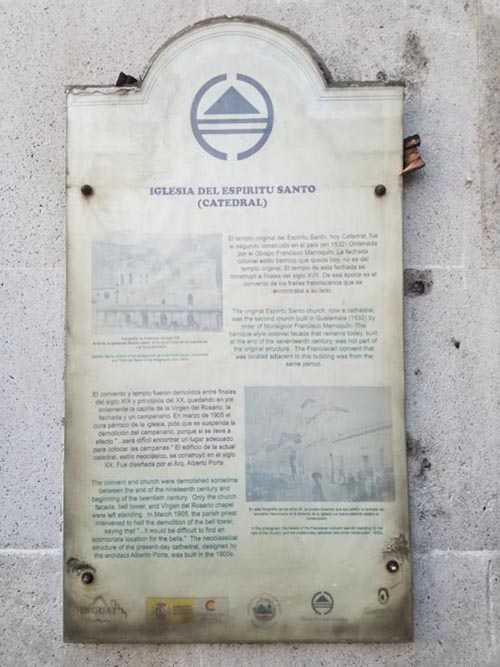 IGLESIA DEL ESPIRITU SANTO
(CATEDRAL)
El templo original del Espíritu Santo, hoy Catedral, fue
el segundo construido en el país (en 1532) Ordenada
por el Obispo Francisco Marroquín. La fachada
colonial estilo barroco que queda hoy, no es del
templo original. El templo de esta fachada se
construyó a finales del siglo XVII. De esa época es el
convento de los frailes franciscanos que se
encontraba a su lado.
The original Espíritu Santo church, now a cathedral,
was the second church built in Guatemala (1532) by
order of Monsignor Francisco Marroquín. The
baroque-style colonial facade that remains today, built
at the end of the seventeenth century, was not part of
the original structure. The Franciscan convent that
was located adjacent to this building was from the
same period.
El convento y templo fueron demolidos entre finales
del siglo XIX y principios del XX, quedando en pie
solamente la capilla de la Virgen del Rosario, la
fachada y un campanario. En marzo de 1905 el
cura párroco de la iglesia, pide que se suspenda la
demolición del campanario, porque si se lleva a
efecto "...será difícil encontrar un lugar adecuado
para colocar las campanas." El edificio de la actual
catedral, estilo neoclásico, se construyó en el siglo
XX. Fue diseñada por el Arq. Alberto Porta.
The convent and church were demolished sometime
between the end of the nineteenth century and
beginning of the twentieth century. Only the church
facade, bell tower, and Virgen del Rosario chapel
were left standing. In March 1905, the parish priest
intervened to halt the demolition of the bell tower,
saying that "...it would be difficult to find an
appropriate location for the bells." The neoclassical
structure of the present-day cathedral, designed by
the architect Alberto Porta, was built in the 1900s.
INGUAT